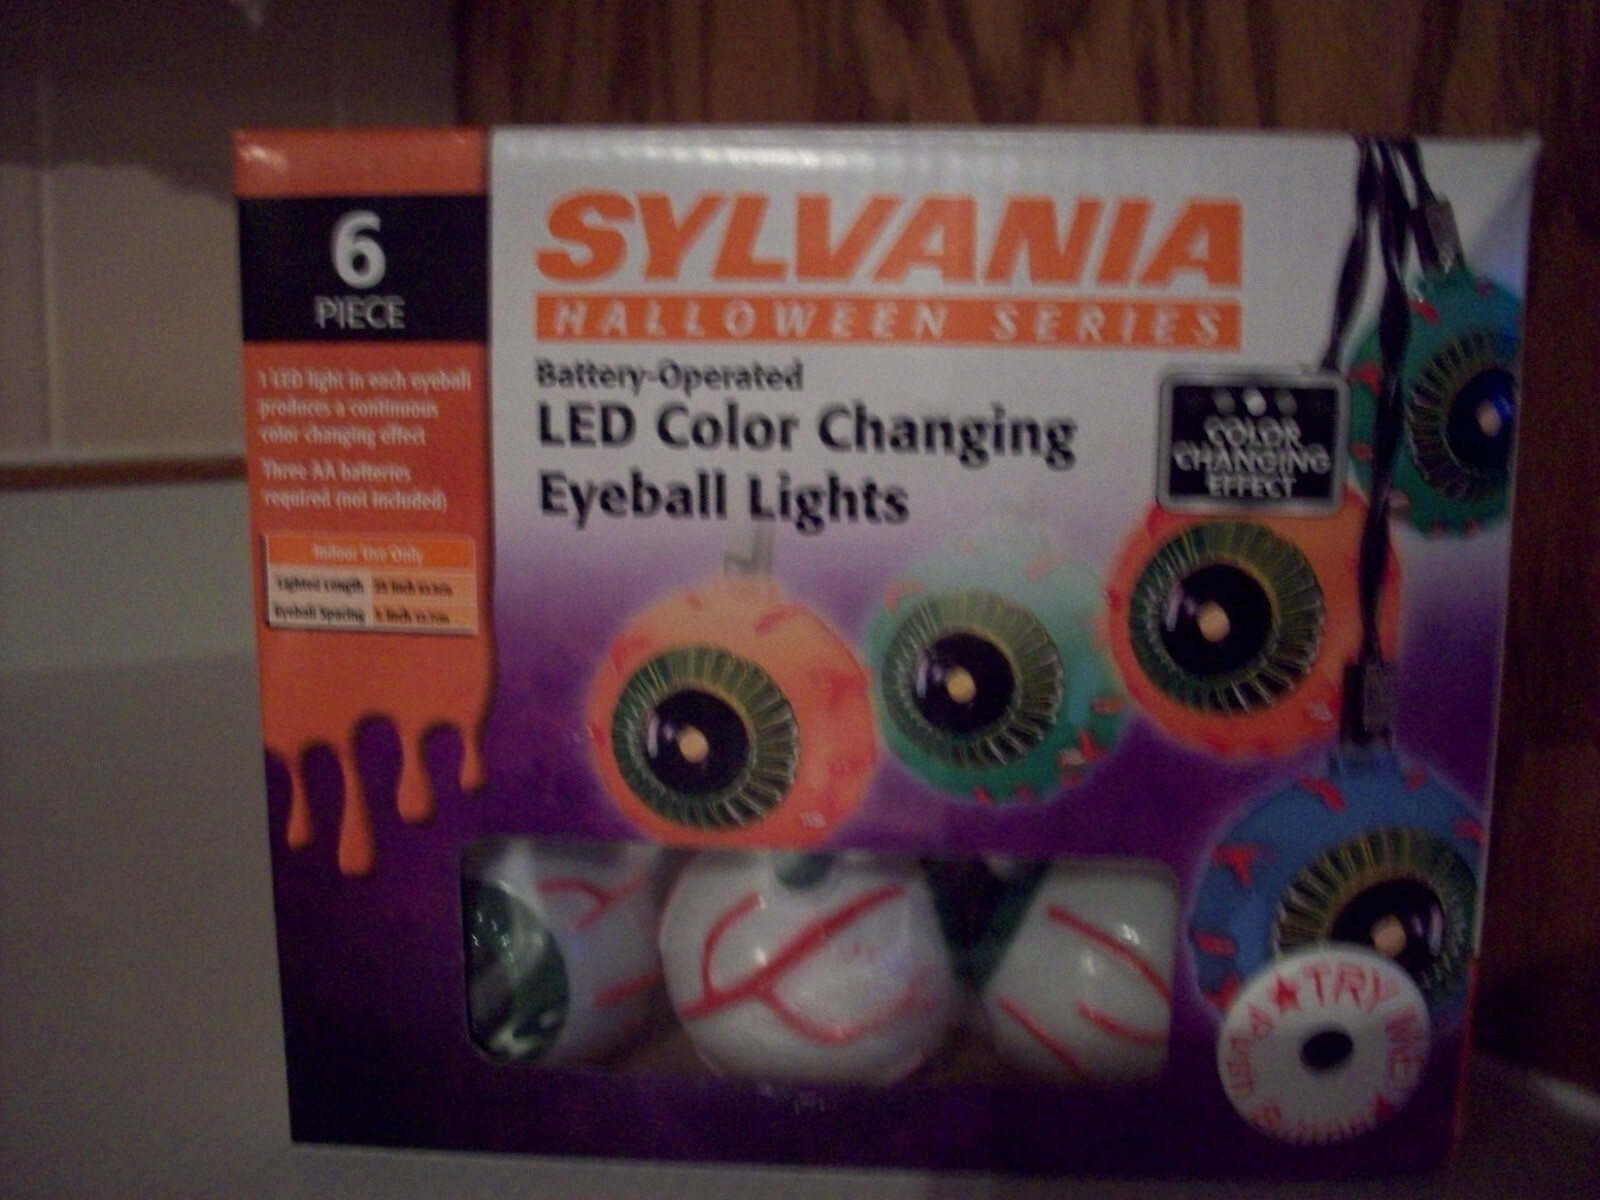 6
PIECE
1 LED light in each eyeball
produces a continuous
color changing effect
Three AA batteries
required (not included)
Indoor Use Only
Lighted Length
Eyeball Spacing
SYLVANIA
HALLOWEEN SERIES
Battery-Operated
LED Color Changing
Eyeball Lights
COLOR
CHANGING
EFFECT
TRY ME
Push Button